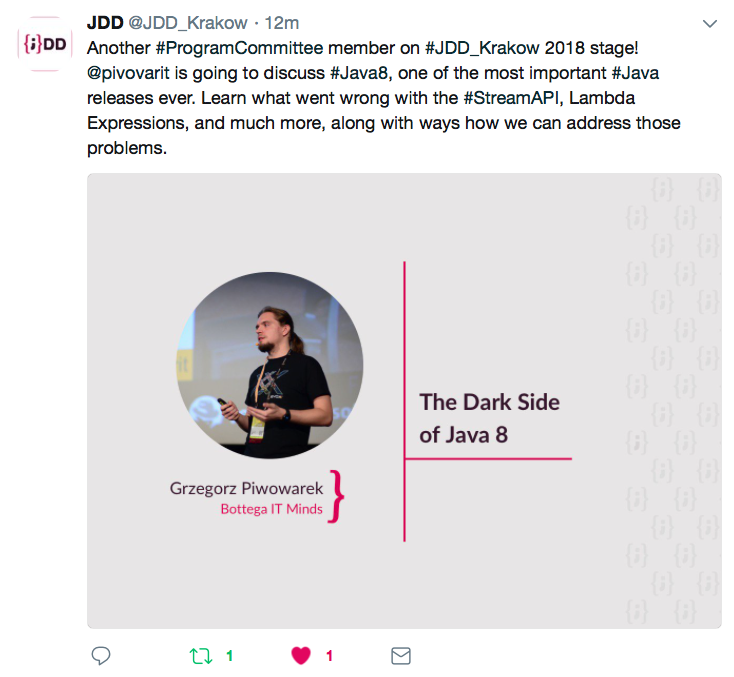 JDD @JDD_Krakow · 12m
{i}DD
Another #ProgramCommittee member on #JDD_Krakow 2018 stage!
@pivovarit is going to discuss #Java8, one of the most important #Java
releases ever. Learn what went wrong with the #StreamAPI, Lambda
Expressions, and much more, along with ways how we can address those
problems.
The Dark Side
of Java 8
Grzegorz Piwowarek
Bottega IT Minds
1
1